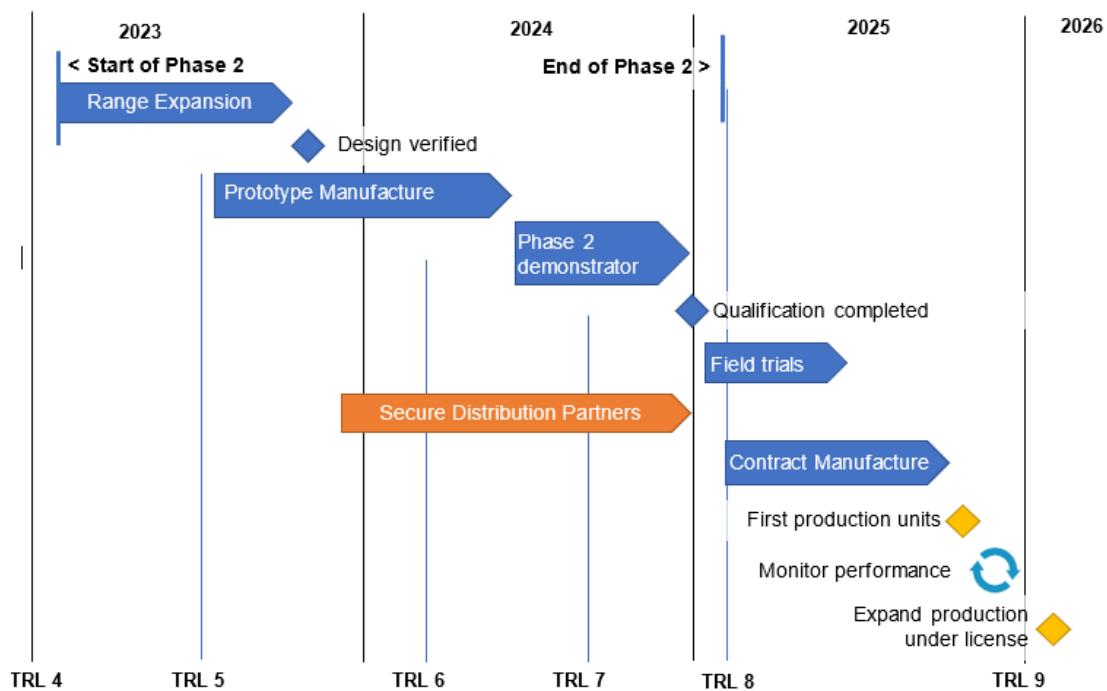 2023
2024
2025
2026
< Start of Phase 2
End of Phase 2 >
Range Expansion
Design verified
Prototype Manufacture
Phase 2
demonstrator
Qualification completed
Field trials
Secure Distribution Partners
Contract Manufacture
First production units
Monitor performance
Expand production
under license
TRL 4
TRL 5
TRL 6
TRL 7
TRL 8
TRL 9